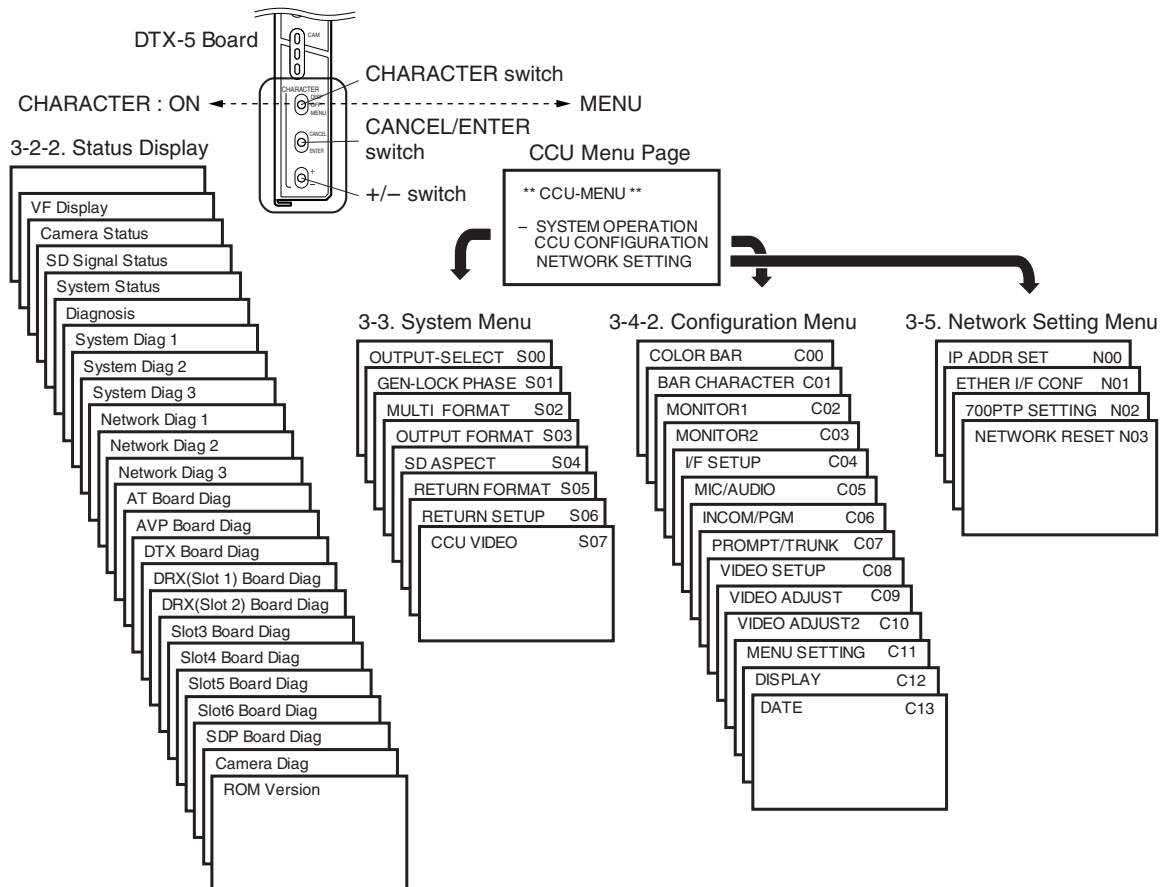 DTX-5 Board
CAM
CHARACTER switch
CHARACTER
DISP
OFF
MENU
CHARACTER : ON
MENU
CANCEL/ENTER
switch
CANCEL
ENTER
+
−
+/− switch
3-2-2. Status Display
VF Display
Camera Status
SD Signal Status
System Status
Diagnosis
System Diag 1
System Diag 2
System Diag 3
Network Diag 1
Network Diag 2
Network Diag 3
AT Board Diag
AVP Board Diag
DTX Board Diag
DRX(Slot 1) Board Diag
DRX(Slot 2) Board Diag
Slot3 Board Diag
Slot4 Board Diag
Slot5 Board Diag
Slot6 Board Diag
SDP Board Diag
Camera Diag
ROM Version
CCU Menu Page
** CCU-MENU **
− SYSTEM OPERATION
CCU CONFIGURATION
NETWORK SETTING
3-3. System Menu
OUTPUT-SELECT S00
GEN-LOCK PHASE S01
MULTI FORMAT S02
OUTPUT FORMAT S03
SD ASPECT S04
RETURN FORMAT S05
RETURN SETUP S06
CCU VIDEO S07
3-4-2. Configuration Menu
COLOR BAR C00
BAR CHARACTER C01
MONITOR1 C02
MONITOR2 C03
I/F SETUP C04
MIC/AUDIO C05
INCOM/PGM C06
PROMPT/TRUNK C07
VIDEO SETUP C08
VIDEO ADJUST C09
VIDEO ADJUST2 C10
MENU SETTING C11
DISPLAY C12
DATE C13
3-5. Network Setting Menu
IP ADDR SET N00
ETHER I/F CONF N01
700PTP SETTING N02
NETWORK RESET N03